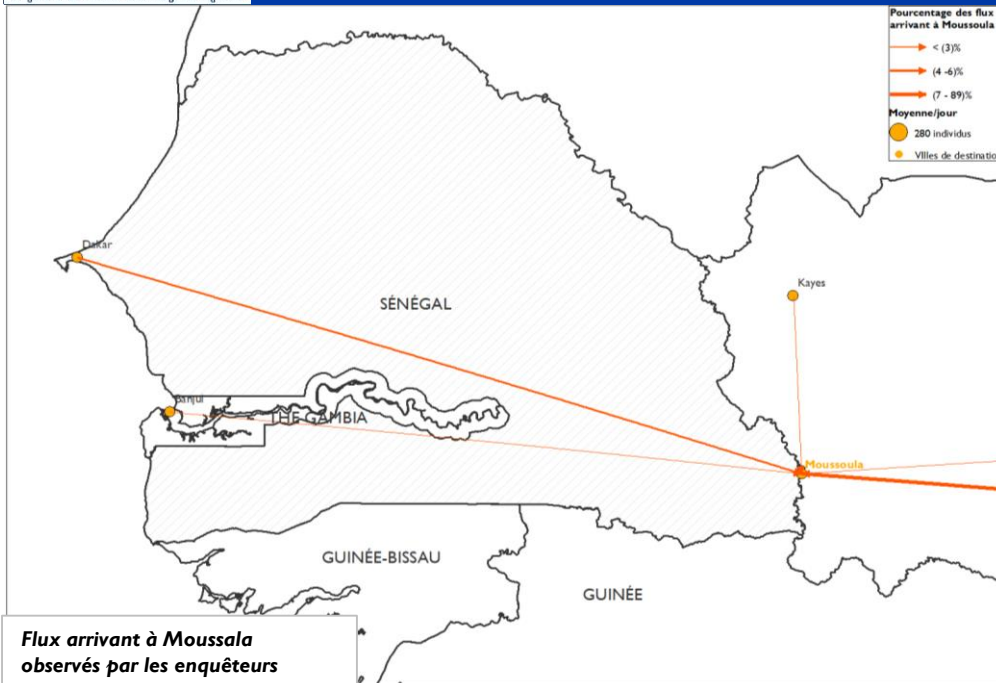 Pourcentage des flux
arrivant à Moussoula
< (3)%
(4 -6)%
(7 - 89)%
Moyenne/jour
280 individus
Villes de destinatio
Dakar
Kayes
SÉNÉGAL
Banjul
THE GAMBIA
Moussoula
GUINÉE-BISSAU
GUINÉE
Flux arrivant à Moussala
observés par les enquêteurs